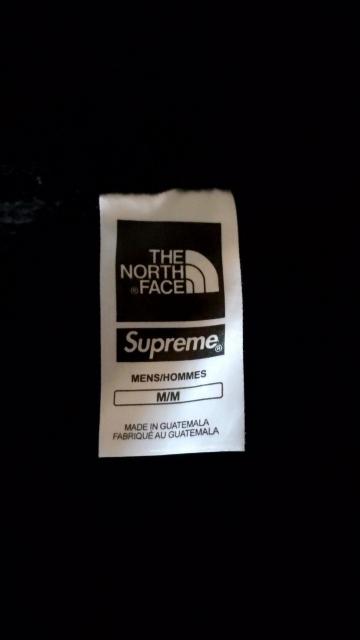 THE
NORTH
®FACE
Supreme®
MENS/HOMMES
M/M
MADE IN GUATEMALA
FABRIQUÉ AU GUATEMALA